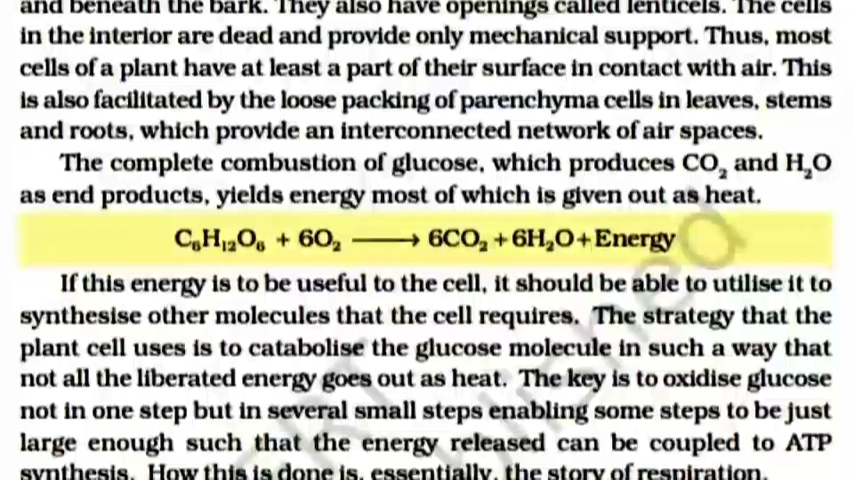 and beneath the bark. They also have openings called lenticels. The cells
in the interior are dead and provide only mechanical support. Thus, most
cells of a plant have at least a part of their surface in contact with air. This
is also facilitated by the loose packing of parenchyma cells in leaves, stems
and roots, which provide an interconnected network of air spaces.
The complete combustion of glucose, which produces CO₂ and H₂O
as end products, yields energy most of which is given out as heat.
C₆H₁₂O₆ + 6O₂ ⟶ 6CO₂ + 6H₂O + Energy
If this energy is to be useful to the cell, it should be able to utilise it to
synthesise other molecules that the cell requires. The strategy that the
plant cell uses is to catabolise the glucose molecule in such a way that
not all the liberated energy goes out as heat. The key is to oxidise glucose
not in one step but in several small steps enabling some steps to be just
large enough such that the energy released can be coupled to ATP
synthesis. How this is done is, essentially, the story of respiration.